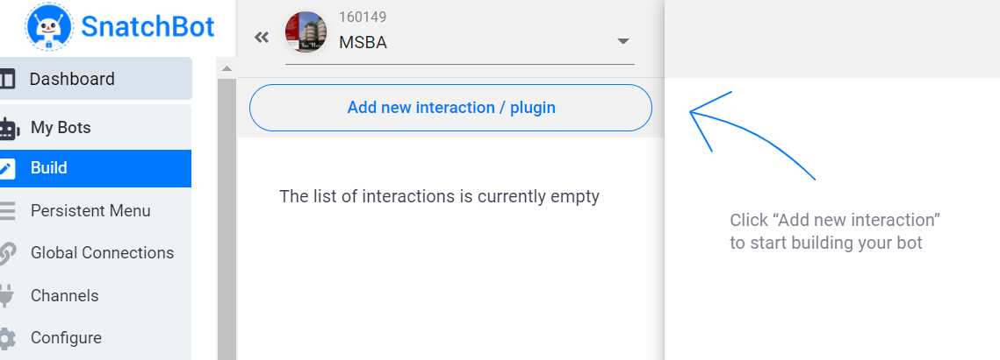 SnatchBot
Dashboard
My Bots
Build
Persistent Menu
Global Connections
Channels
Configure
160149
MSBA
Add new interaction / plugin
The list of interactions is currently empty
Click “Add new interaction”
to start building your bot